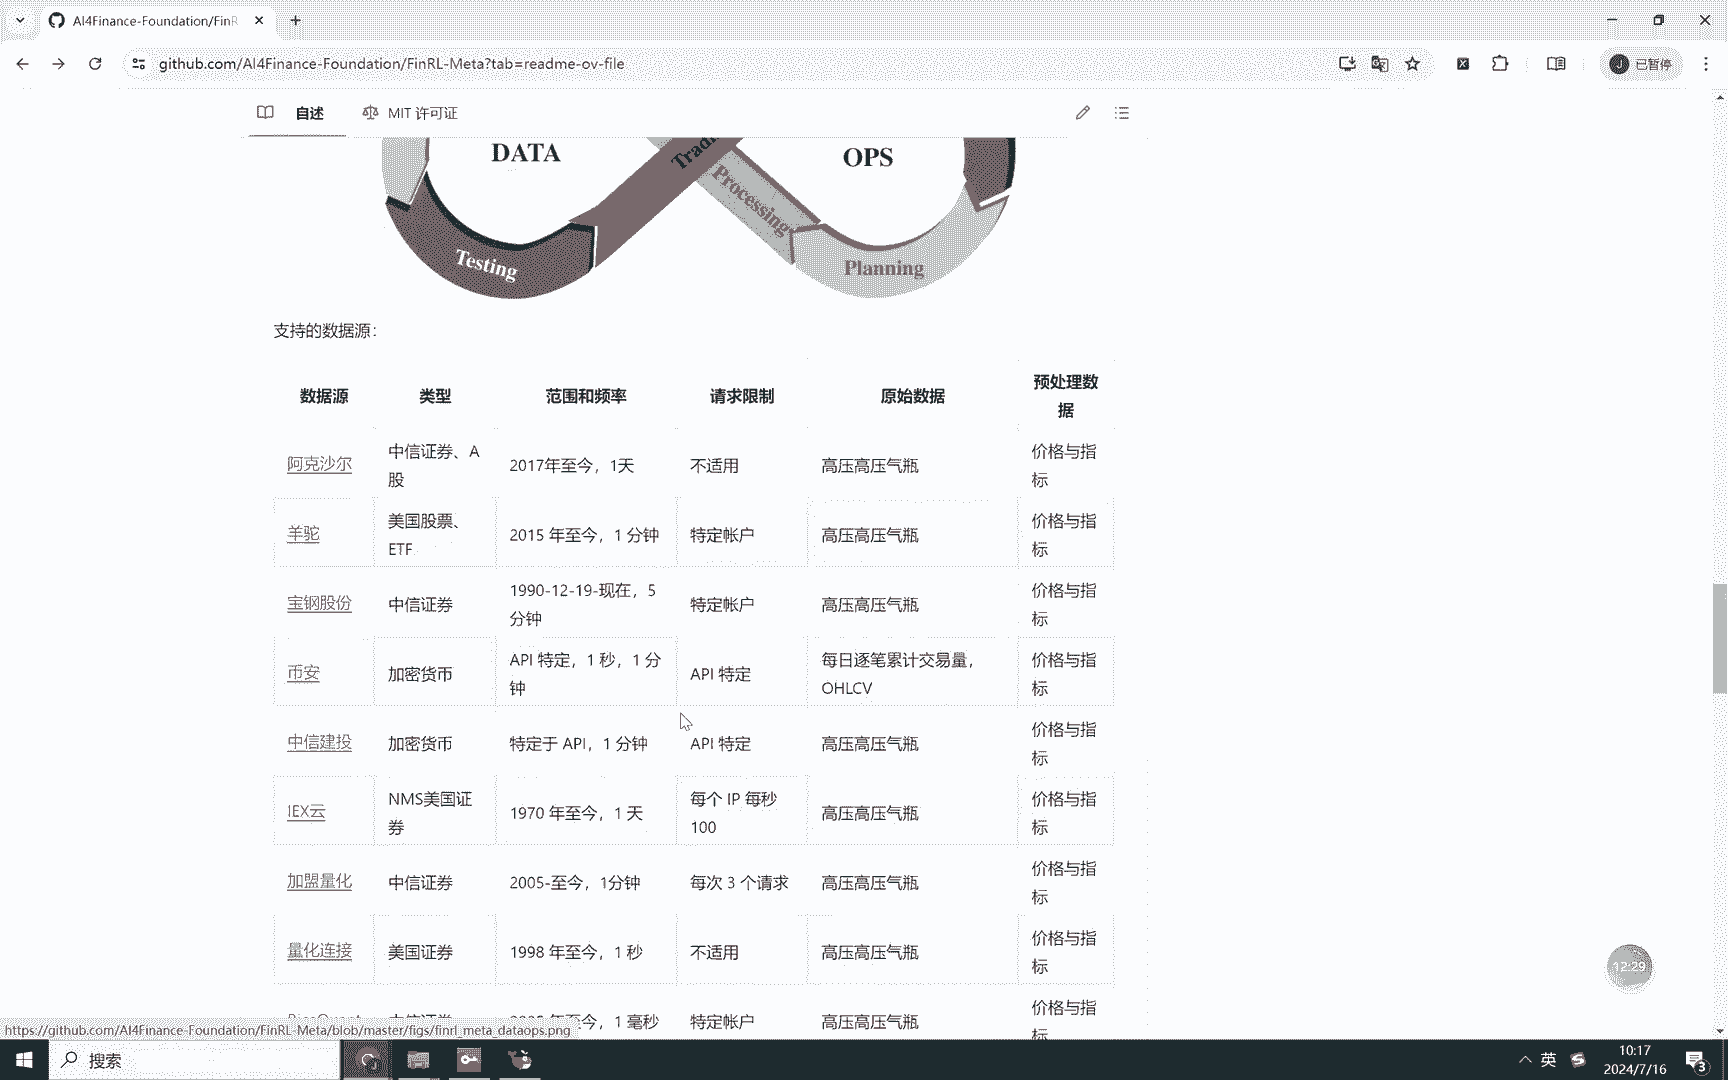 AI4Finance-Foundation/FinR
github.com/AI4Finance-Foundation/FinRL-Meta?tab=readme-ov-file
J 已暂停
自述
MIT 许可证
DATA
OPS
Processing
Testing
Planning
支持的数据源：
数据源 类型 范围和频率 请求限制 原始数据 预处理数
据
阿克沙尔 中信证券、A
股 2017年至今，1天 不适用 高压高压气瓶 价格与指
标
羊驼 美国股票、
ETF 2015 年至今，1 分钟 特定帐户 高压高压气瓶 价格与指
标
宝钢股份 中信证券 1990-12-19-现在，5
分钟 特定帐户 高压高压气瓶 价格与指
标
币安 加密货币 API 特定，1 秒，1 分
钟 API 特定 每日逐笔累计交易量，
OHLCV 价格与指
标
中信建投 加密货币 特定于 API，1 分钟 API 特定 高压高压气瓶 价格与指
标
IEX云 NMS美国证
券 1970 年至今，1 天 每个 IP 每秒
100 高压高压气瓶 价格与指
标
加盟量化 中信证券 2005-至今，1分钟 每次 3 个请求 高压高压气瓶 价格与指
标
量化连接 美国证券 1998 年至今，1 秒 不适用 高压高压气瓶 价格与指
标
中信证券 年至今，1 毫秒 特定帐户 高压高压气瓶 价格与指
标
12:29
https://github.com/AI4Finance-Foundation/FinRL-Meta/blob/master/figs/finrl_meta_dataops.png
搜索
英
10:17
2024/7/16
3